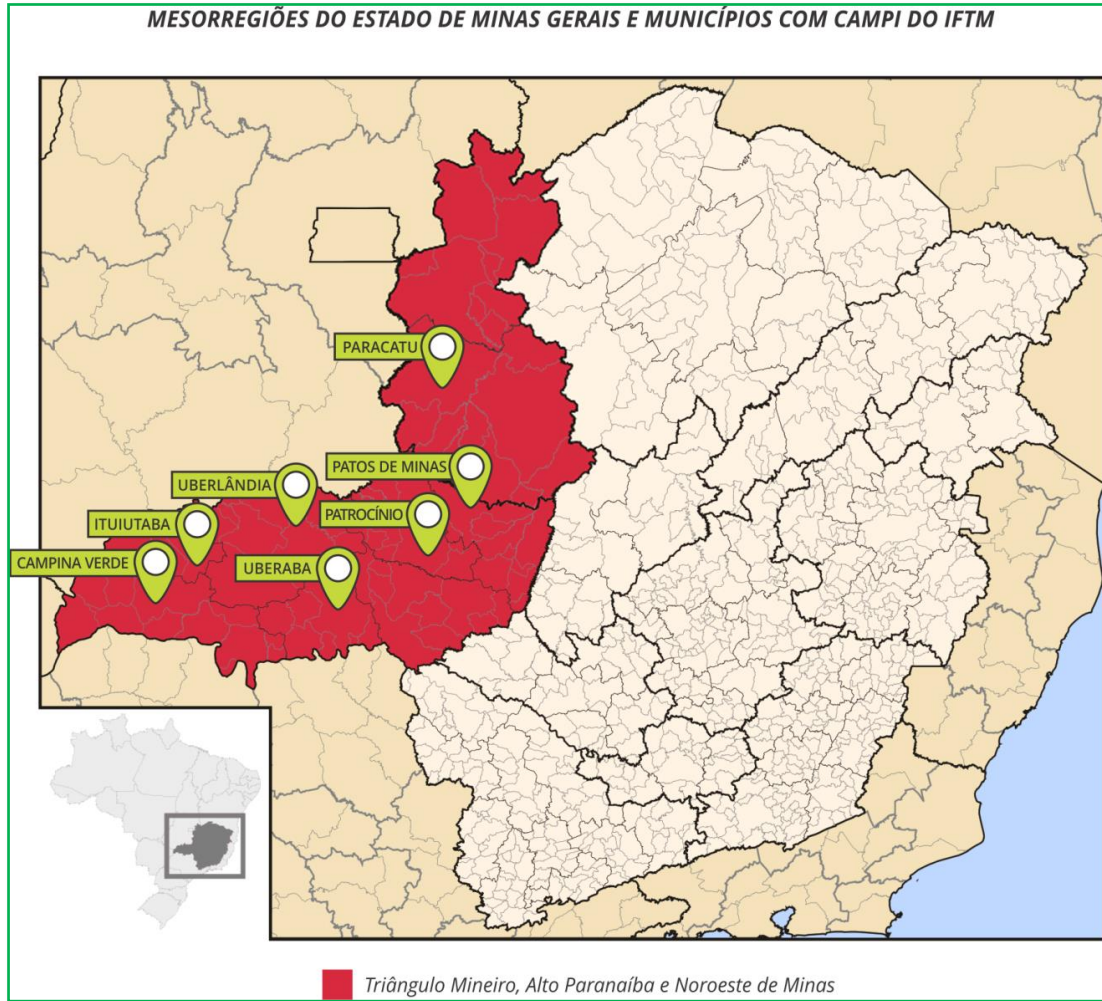 MESORREGIÕES DO ESTADO DE MINAS GERAIS E MUNICÍPIOS COM CAMPI DO IFTM
PARACATU
PATOS DE MINAS
UBERLÂNDIA
PATROCÍNIO
ITUIUTABA
CAMPINA VERDE
UBERABA
Triângulo Mineiro, Alto Paranaíba e Noroeste de Minas